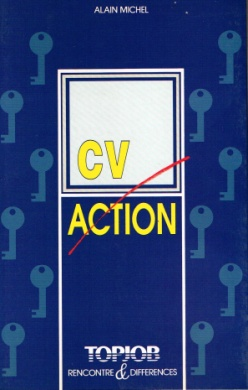 ALAIN MICHEL
CV
ACTION
TOPJOB
RENCONTRE & DIFFERENCES